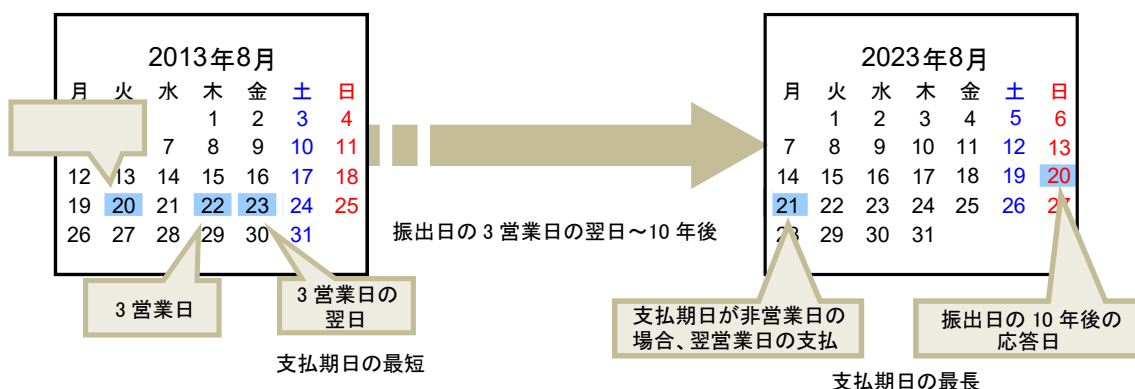 2013年8月
月 火 水 木 金 土 日
1 2 3 4
7 8 9 10 11
12 13 14 15 16 17 18
19 20 21 22 23 24 25
26 27 28 29 30 31
3営業日
3営業日の
翌日
支払期日の最短
振出日の3営業日の翌日～10年後
2023年8月
月 火 水 木 金 土 日
1 2 3 4 5 6
7 8 9 10 11 12 13
14 15 16 17 18 19 20
21 22 23 24 25 26 27
28 29 30 31
支払期日が非営業日の
場合、翌営業日の支払
振出日の10年後の
応答日
支払期日の最長